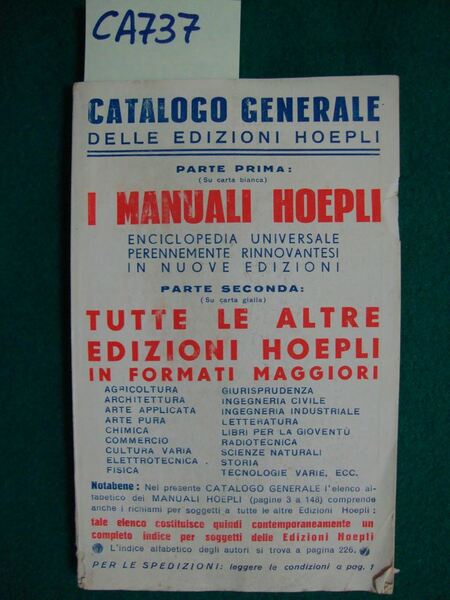 CA737
CATALOGO GENERALE
DELLE EDIZIONI HOEPLI
PARTE PRIMA:
(Su carta bianca)
I MANUALI HOEPLI
ENCICLOPEDIA UNIVERSALE
PERENNEMENTE RINNOVANTESI
IN NUOVE EDIZIONI
PARTE SECONDA:
(Su carta gialla)
TUTTE LE ALTRE
EDIZIONI HOEPLI
IN FORMATI MAGGIORI
AGRICOLTURA
ARCHITETTURA
ARTE APPLICATA
ARTE PURA
CHIMICA
COMMERCIO
CULTURA VARIA
ELETTROTECNICA
FISICA
GIURISPRUDENZA
INGEGNERIA CIVILE
INGEGNERIA INDUSTRIALE
LETTERATURA
LIBRI PER LA GIOVENTÙ
RADIOTECNICA
SCIENZE NATURALI
STORIA
TECNOLOGIE VARIE, ECC.
Notabene: Nel presente CATALOGO GENERALE l'elenco al-
fabetico dei MANUALI HOEPLI (pagine 3 a 148) comprende
anche i richiami per soggetti a tutte le altre Edizioni Hoepli:
tale elenco costituisce quindi contemporaneamente un
completo indice per soggetti delle Edizioni Hoepli
L'indice alfabetico degli autori si trova a pagina 226.
PER LE SPEDIZIONI: leggere le condizioni a pag. 1